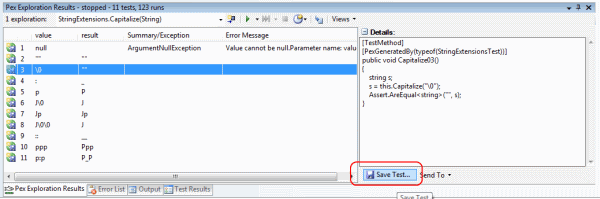 Pex Exploration Results - stopped - 11 tests, 123 runs
1 exploration: StringExtensions.Capitalize(String)
Views
value result Summary/Exception Error Message
1 null ArgumentNullException Value cannot be null.Parameter name: value
2 "" ""
3 \0 ""
4 : _
5 p P
6 J\0 J
7 Jp Jp
8 J\0\0 J
9 :: __
10 ppp Ppp
11 p:p P_P
Details:
[TestMethod]
[PexGeneratedBy(typeof(StringExtensionsTest))]
public void Capitalize03()
{
string s;
s = this.Capitalize("\0");
Assert.AreEqual<string>("", s);
}
Save Test... Send To
Pex Exploration Results Error List Output Test Results
Save Test